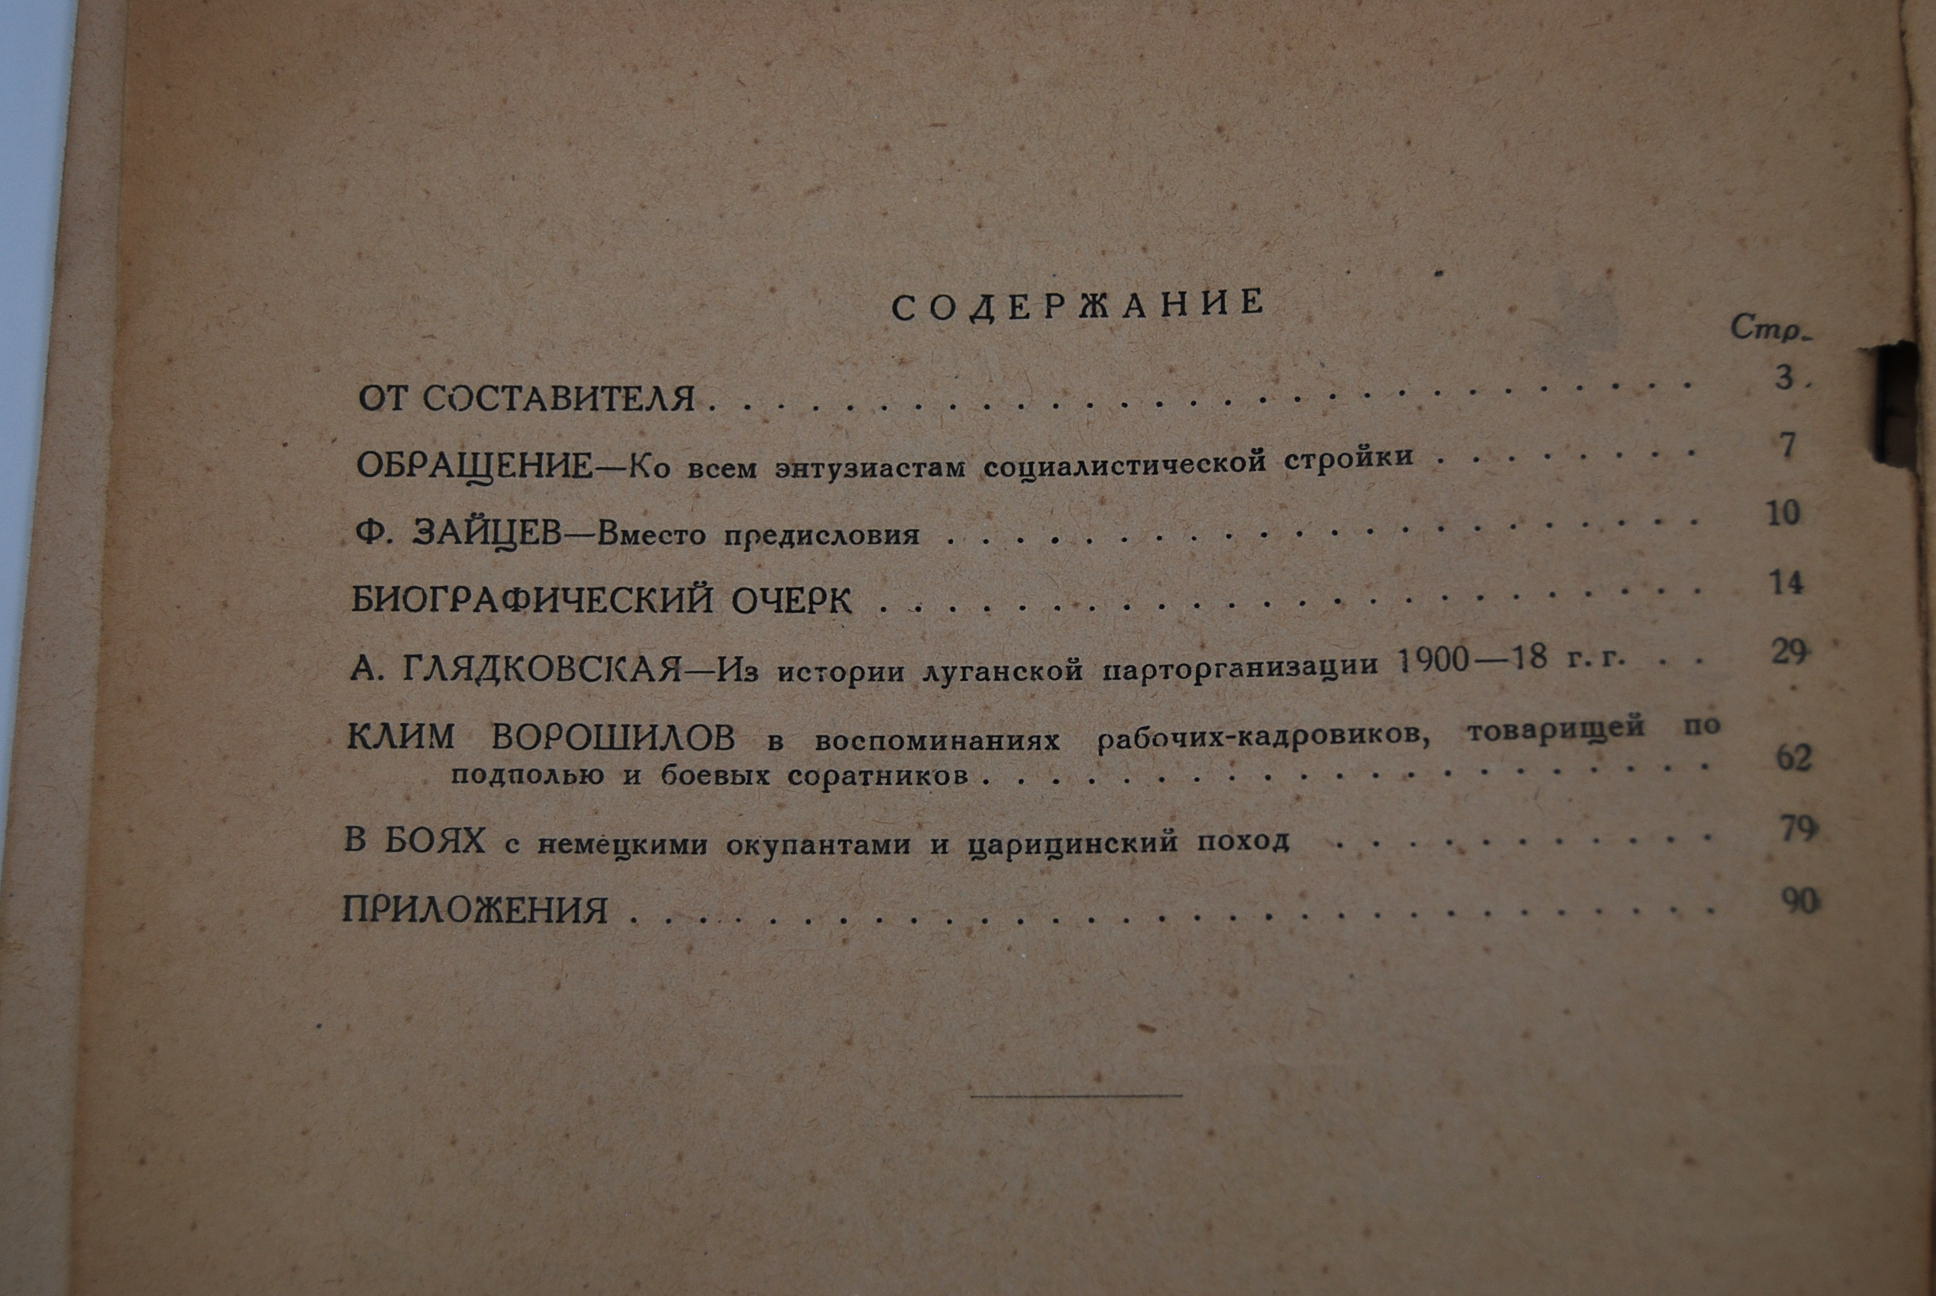 СОДЕРЖАНИЕ
Стр.
ОТ СОСТАВИТЕЛЯ . . . . . . . . . . . . . . . . . . . . . . . . . . . . . 3
ОБРАЩЕНИЕ—Ко всем энтузиастам социалистической стройки . . . . . . . . 7
Ф. ЗАЙЦЕВ—Вместо предисловия . . . . . . . . . . . . . . . . . . . . . . 10
БИОГРАФИЧЕСКИЙ ОЧЕРК . . . . . . . . . . . . . . . . . . . . . . . . 14
А. ГЛЯДКОВСКАЯ—Из истории луганской парторганизации 1900—18 г. г. . . . 29
КЛИМ ВОРОШИЛОВ в воспоминаниях рабочих-кадровиков, товарищей по
подполью и боевых соратников . . . . . . . . . . . . . . . . . . . . . . 62
В БОЯХ с немецкими окупантами и царицинский поход . . . . . . . . . . . 79
ПРИЛОЖЕНИЯ . . . . . . . . . . . . . . . . . . . . . . . . . . . . . . . 90